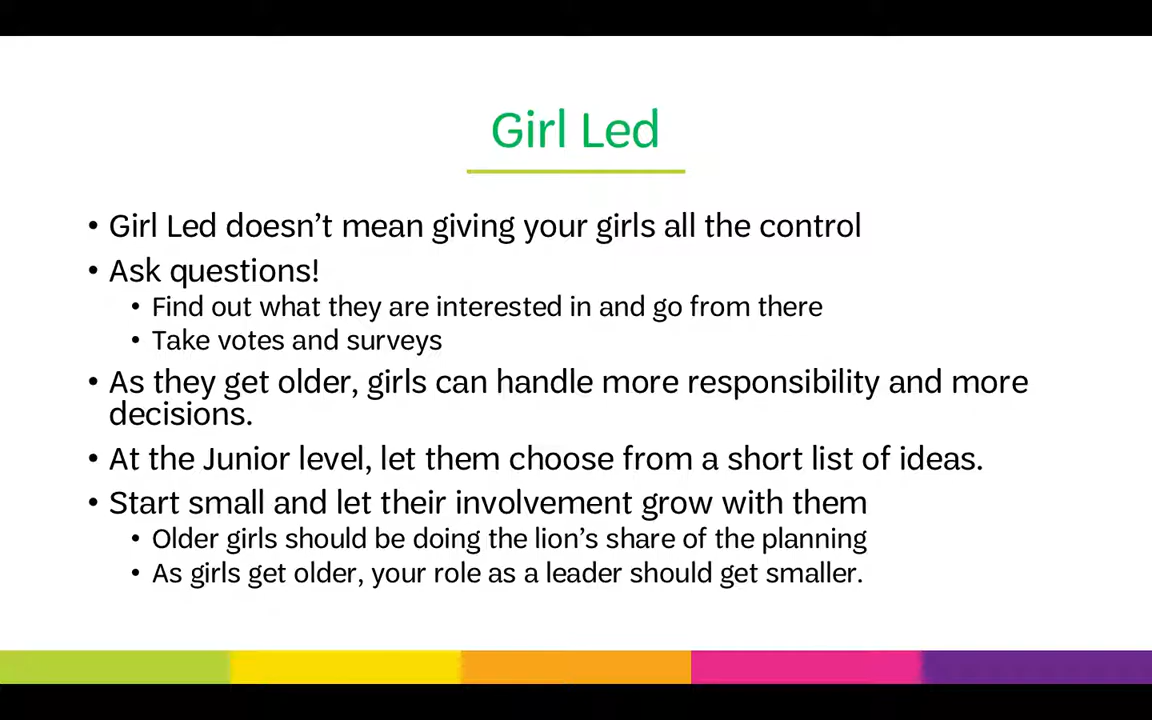 Girl Led
• Girl Led doesn’t mean giving your girls all the control
• Ask questions!
• Find out what they are interested in and go from there
• Take votes and surveys
• As they get older, girls can handle more responsibility and more
decisions.
• At the Junior level, let them choose from a short list of ideas.
• Start small and let their involvement grow with them
• Older girls should be doing the lion’s share of the planning
• As girls get older, your role as a leader should get smaller.